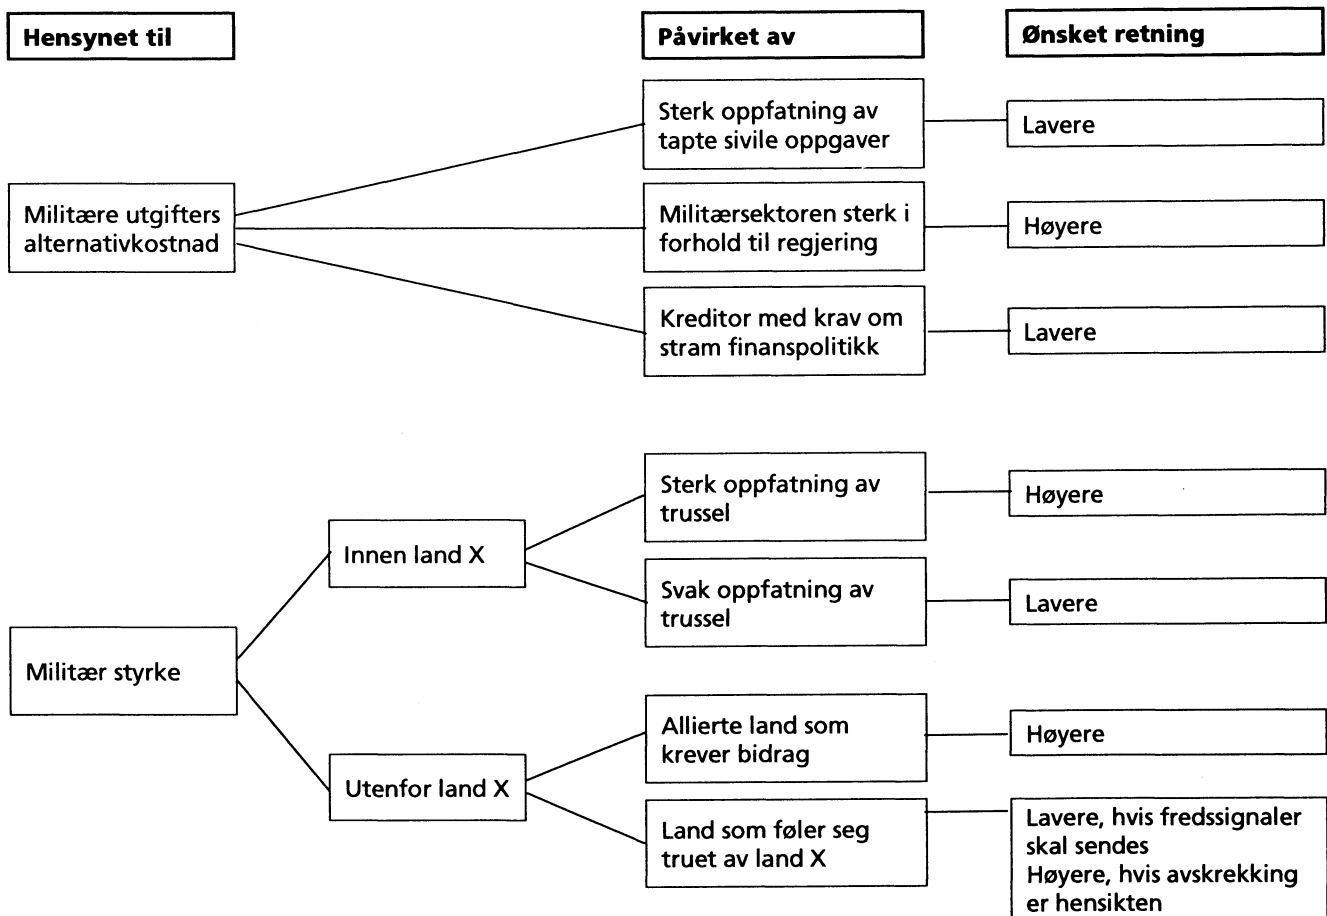 Hensynet til
Påvirket av
Ønsket retning
Sterk oppfatning av
tapte sivile oppgaver
Lavere
Militære utgifters
alternativkostnad
Militærsektoren sterk i
forhold til regjering
Høyere
Kreditor med krav om
stram finanspolitikk
Lavere
Sterk oppfatning av
trussel
Høyere
Innen land X
Svak oppfatning av
trussel
Lavere
Militær styrke
Allierte land som
krever bidrag
Høyere
Utenfor land X
Land som føler seg
truet av land X
Lavere, hvis fredssignaler
skal sendes
Høyere, hvis avskrekking
er hensikten